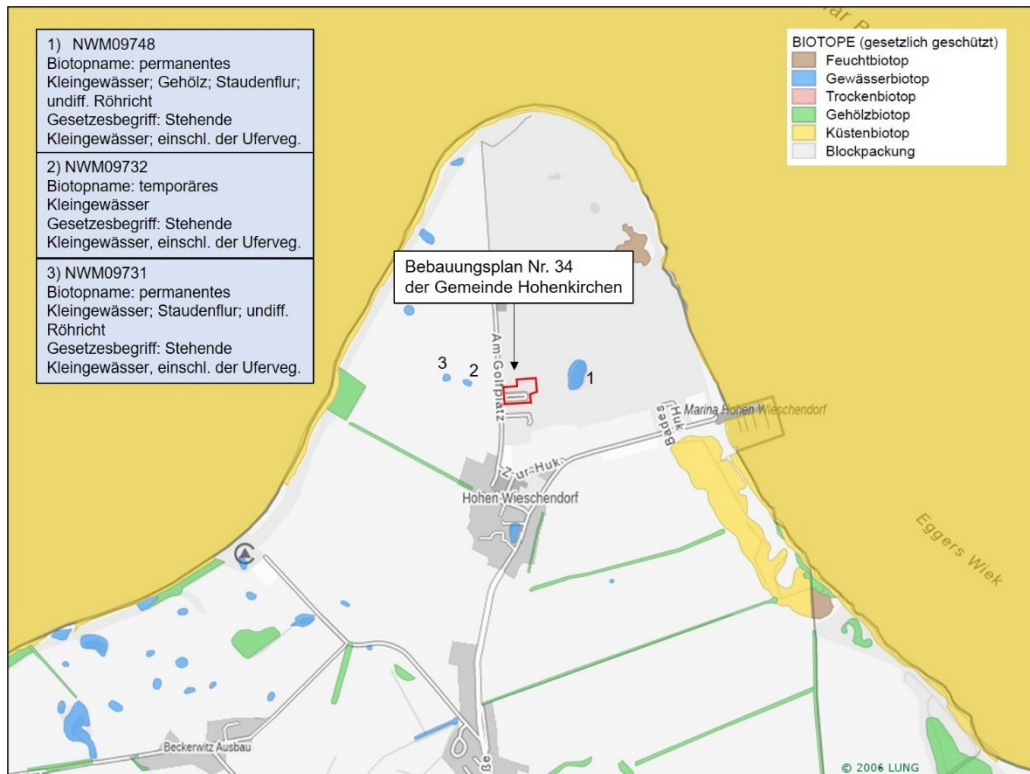 1) NWM09748
Biotopname: permanentes
Kleingewässer; Gehölz; Staudenflur;
undiff. Röhricht
Gesetzesbegriff: Stehende
Kleingewässer; einschl. der Uferveg.
2) NWM09732
Biotopname: temporäres
Kleingewässer
Gesetzesbegriff: Stehende
Kleingewässer, einschl. der Uferveg.
3) NWM09731
Biotopname: permanentes
Kleingewässer; Staudenflur; undiff.
Röhricht
Gesetzesbegriff: Stehende
Kleingewässer, einschl. der Uferveg.
BIOTOPE (gesetzlich geschützt)
Feuchtbiotop
Gewässerbiotop
Trockenbiotop
Gehölzbiotop
Küstenbiotop
Blockpackung
Bebauungsplan Nr. 34
der Gemeinde Hohenkirchen
3
2
1
Am-Golfplatz
Huk
Bades
Marina Hohen Wieschendorf
Zur-Huk
Hohen Wieschendorf
Eggers Wiek
Beckerwitz Ausbau
© 2006 LUNG